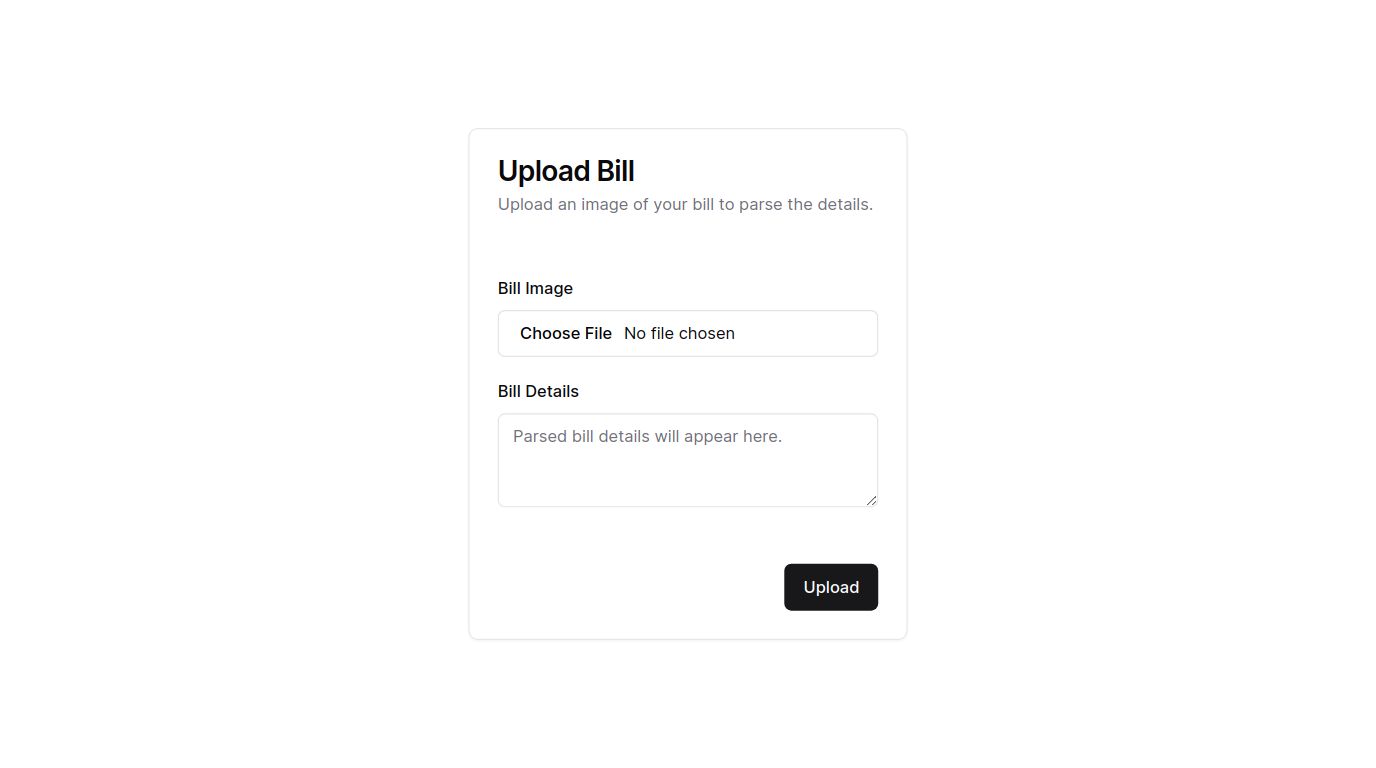 Upload Bill
Upload an image of your bill to parse the details.
Bill Image
Choose File No file chosen
Bill Details
Parsed bill details will appear here.
Upload